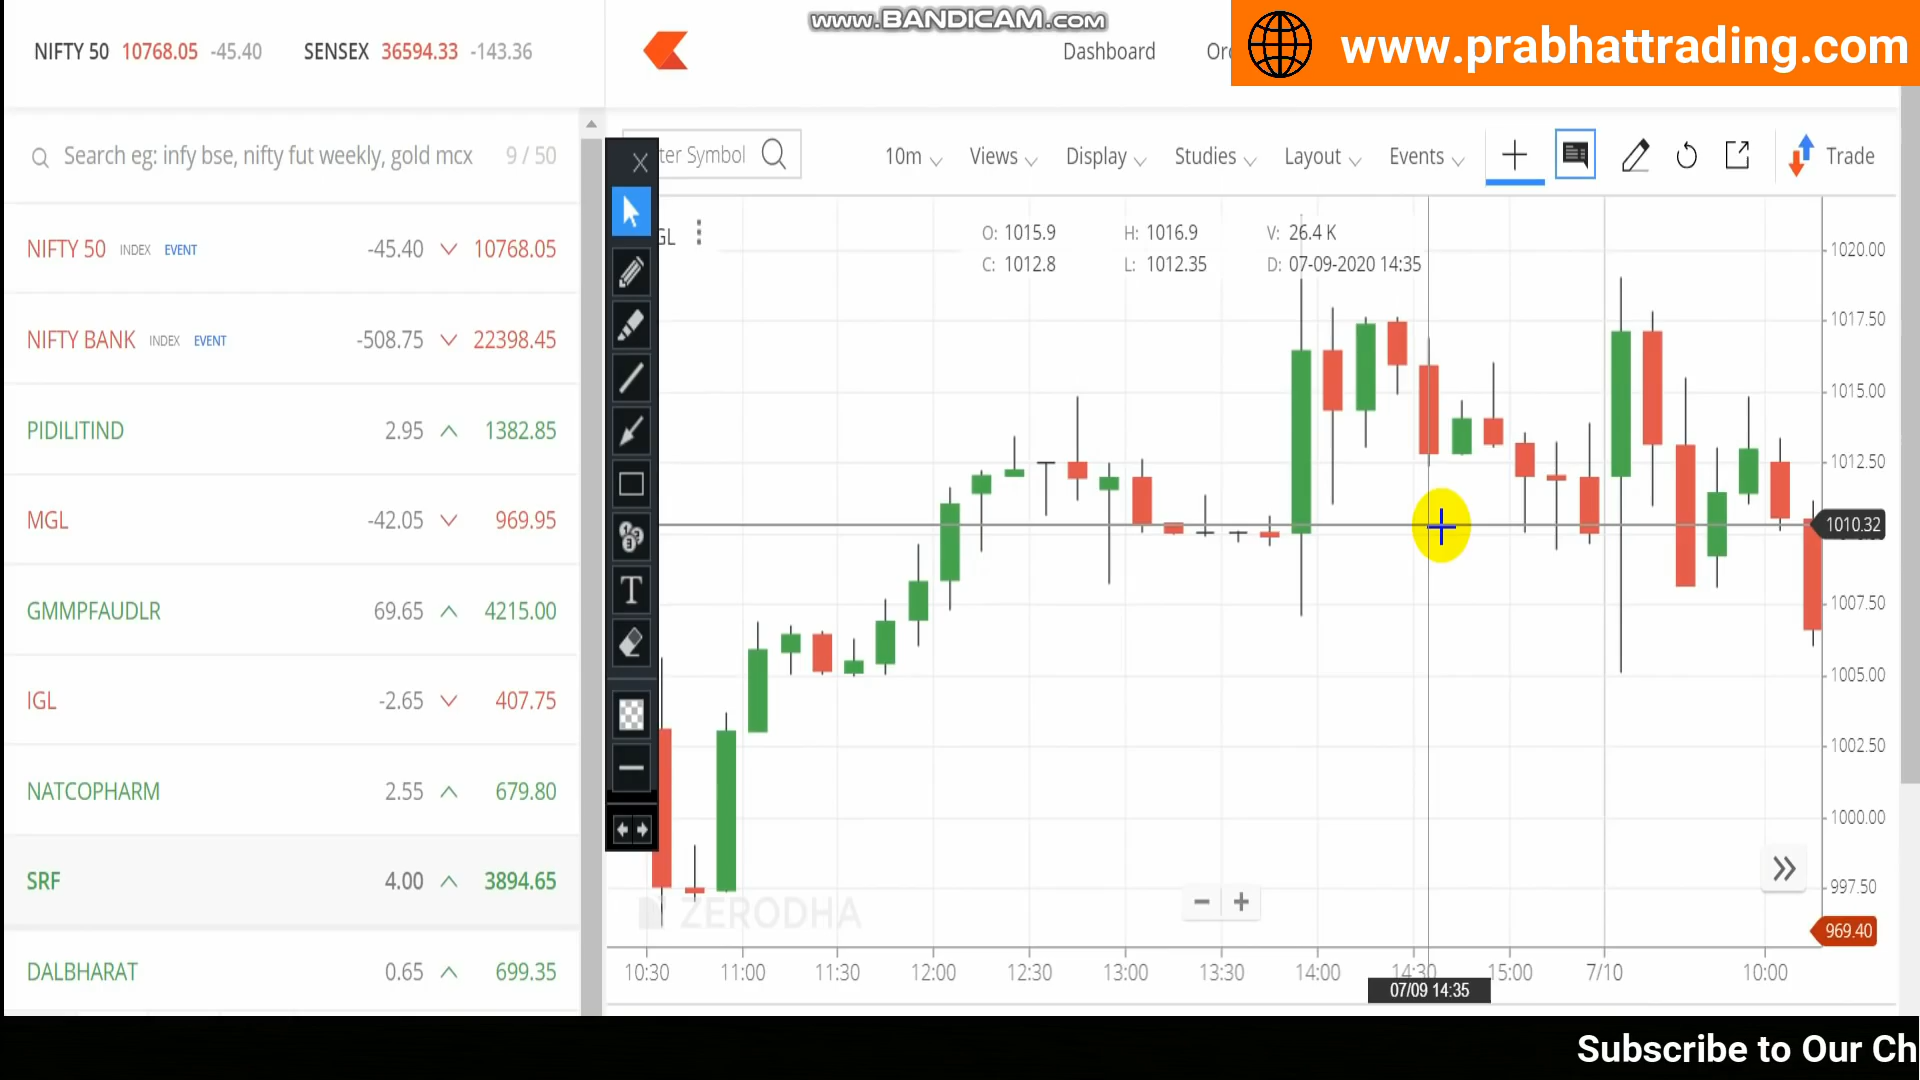 www.BANDICAM.com
www.prabhattrading.com
NIFTY 50 10768.05 -45.40 SENSEX 36594.33 -143.36
Dashboard
Search eg: infy bse, nifty fut weekly, gold mcx 9 / 50
NIFTY 50 INDEX EVENT -45.40 10768.05
NIFTY BANK INDEX EVENT -508.75 22398.45
PIDILITIND 2.95 1382.85
MGL -42.05 969.95
GMMPFAUDLR 69.65 4215.00
IGL -2.65 407.75
NATCOPHARM 2.55 679.80
SRF 4.00 3894.65
DALBHARAT 0.65 699.35
Symbol 10m Views Display Studies Layout Events Trade
O: 1015.9 H: 1016.9 V: 26.4 K
C: 1012.8 L: 1012.35 D: 07-09-2020 14:35
T
1020.00
1017.50
1015.00
1012.50
1010.32
1007.50
1005.00
1002.50
1000.00
997.50
969.40
ZERODHA
10:30 11:00 11:30 12:00 12:30 13:00 13:30 14:00 14:30 15:00 7/10 10:00
07/09 14:35
Subscribe to Our Ch